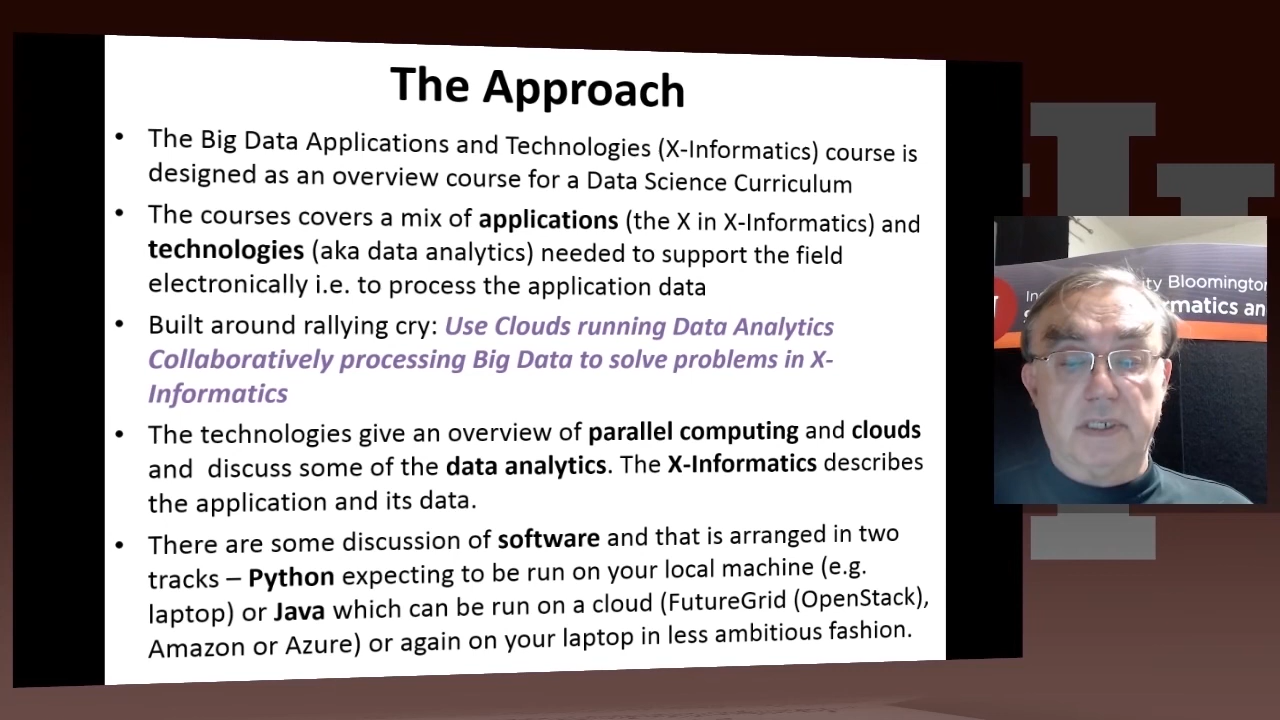 The Approach
• The Big Data Applications and Technologies (X-Informatics) course is
designed as an overview course for a Data Science Curriculum
• The courses covers a mix of applications (the X in X-Informatics) and
technologies (aka data analytics) needed to support the field
electronically i.e. to process the application data
• Built around rallying cry: Use Clouds running Data Analytics
Collaboratively processing Big Data to solve problems in X-
Informatics
• The technologies give an overview of parallel computing and clouds
and discuss some of the data analytics. The X-Informatics describes
the application and its data.
• There are some discussion of software and that is arranged in two
tracks – Python expecting to be run on your local machine (e.g.
laptop) or Java which can be run on a cloud (FutureGrid (OpenStack),
Amazon or Azure) or again on your laptop in less ambitious fashion.
Bloomington